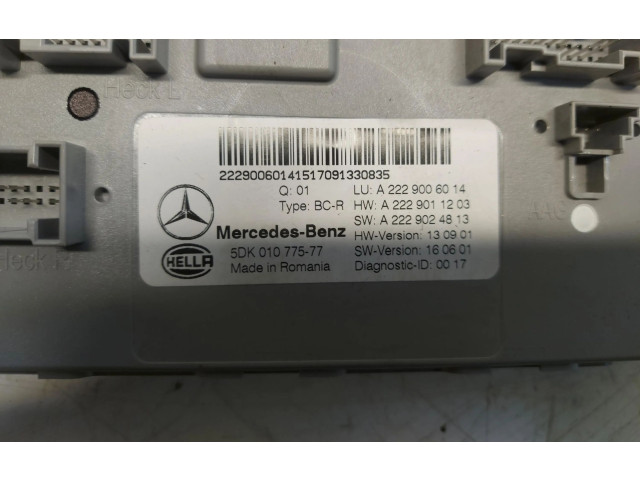 Heck L
22290060141517091330835
Q: 01 LU: A 222 900 60 14
Type: BC-R HW: A 222 901 12 03
Mercedes-Benz SW: A 222 902 48 13
HW-Version: 13 09 01
HELLA 5DK 010 775-77 SW-Version: 16 06 01
Made in Romania Diagnostic-ID: 00 17
Heck